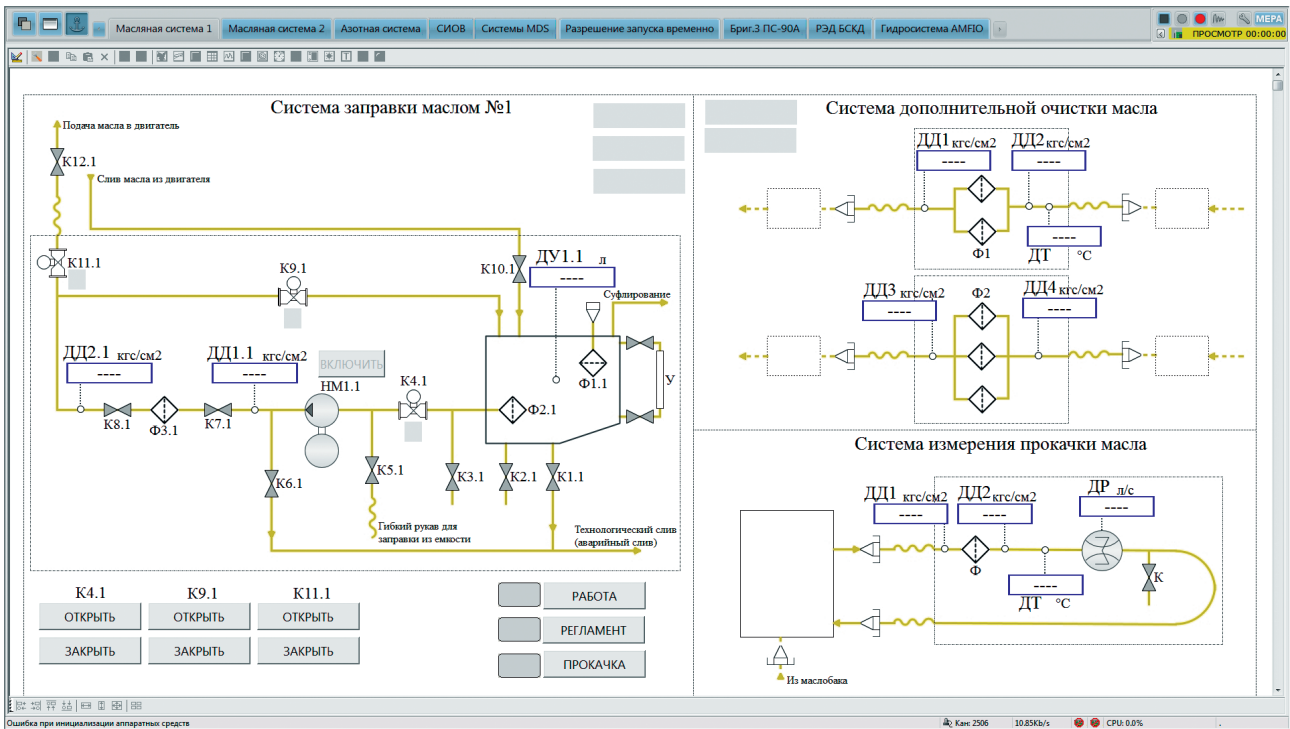 Масляная система 1
Масляная система 2
Азотная система
СИОВ
Системы MDS
Разрешение запуска временно
Бриг.3 ПС-90А
РЭД БСКД
Гидросистема AMFIO
МЕРА
ПРОСМОТР 00:00:00
Система заправки маслом №1
Подача масла в двигатель
К12.1
Слив масла из двигателя
К11.1
К9.1
К10.1
ДУ1.1 л
----
Суфлирование
ДД2.1 кгс/см2
----
ДД1.1 кгс/см2
----
ВКЛЮЧИТЬ
НМ1.1
К4.1
Ф1.1
У
Ф2.1
К8.1
Ф3.1
К7.1
К6.1
К5.1
К3.1
К2.1
К1.1
Гибкий рукав для
заправки из емкости
Технологический слив
(аварийный слив)
К4.1
К9.1
К11.1
ОТКРЫТЬ
ОТКРЫТЬ
ОТКРЫТЬ
ЗАКРЫТЬ
ЗАКРЫТЬ
ЗАКРЫТЬ
РАБОТА
РЕГЛАМЕНТ
ПРОКАЧКА
Система дополнительной очистки масла
ДД1 кгс/см2
----
ДД2 кгс/см2
----
Ф1
----
ДТ °С
ДД3 кгс/см2
----
Ф2
ДД4 кгс/см2
----
Система измерения прокачки масла
ДД1 кгс/см2
----
ДД2 кгс/см2
----
ДР л/с
----
Ф
----
ДТ °С
К
Из маслобака
Ошибка при инициализации аппаратных средств
Кан: 2506
10.85Kb/s
CPU: 0.0%